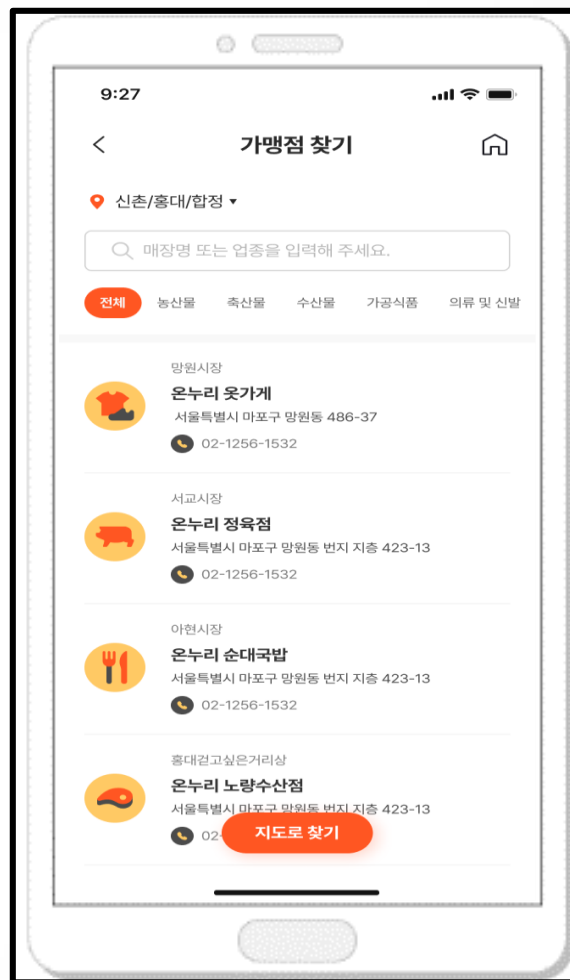 9:27
가맹점 찾기
신촌/홍대/합정
매장명 또는 업종을 입력해 주세요.
전체 농산물 축산물 수산물 가공식품 의류 및 신발
망원시장
온누리 옷가게
서울특별시 마포구 망원동 486-37
02-1256-1532
서교시장
온누리 정육점
서울특별시 마포구 망원동 번지 지층 423-13
02-1256-1532
아현시장
온누리 순대국밥
서울특별시 마포구 망원동 번지 지층 423-13
02-1256-1532
홍대걷고싶은거리상
온누리 노량수산점
서울특별시 마포구 망원동 번지 지층 423-13
02-
지도로 찾기